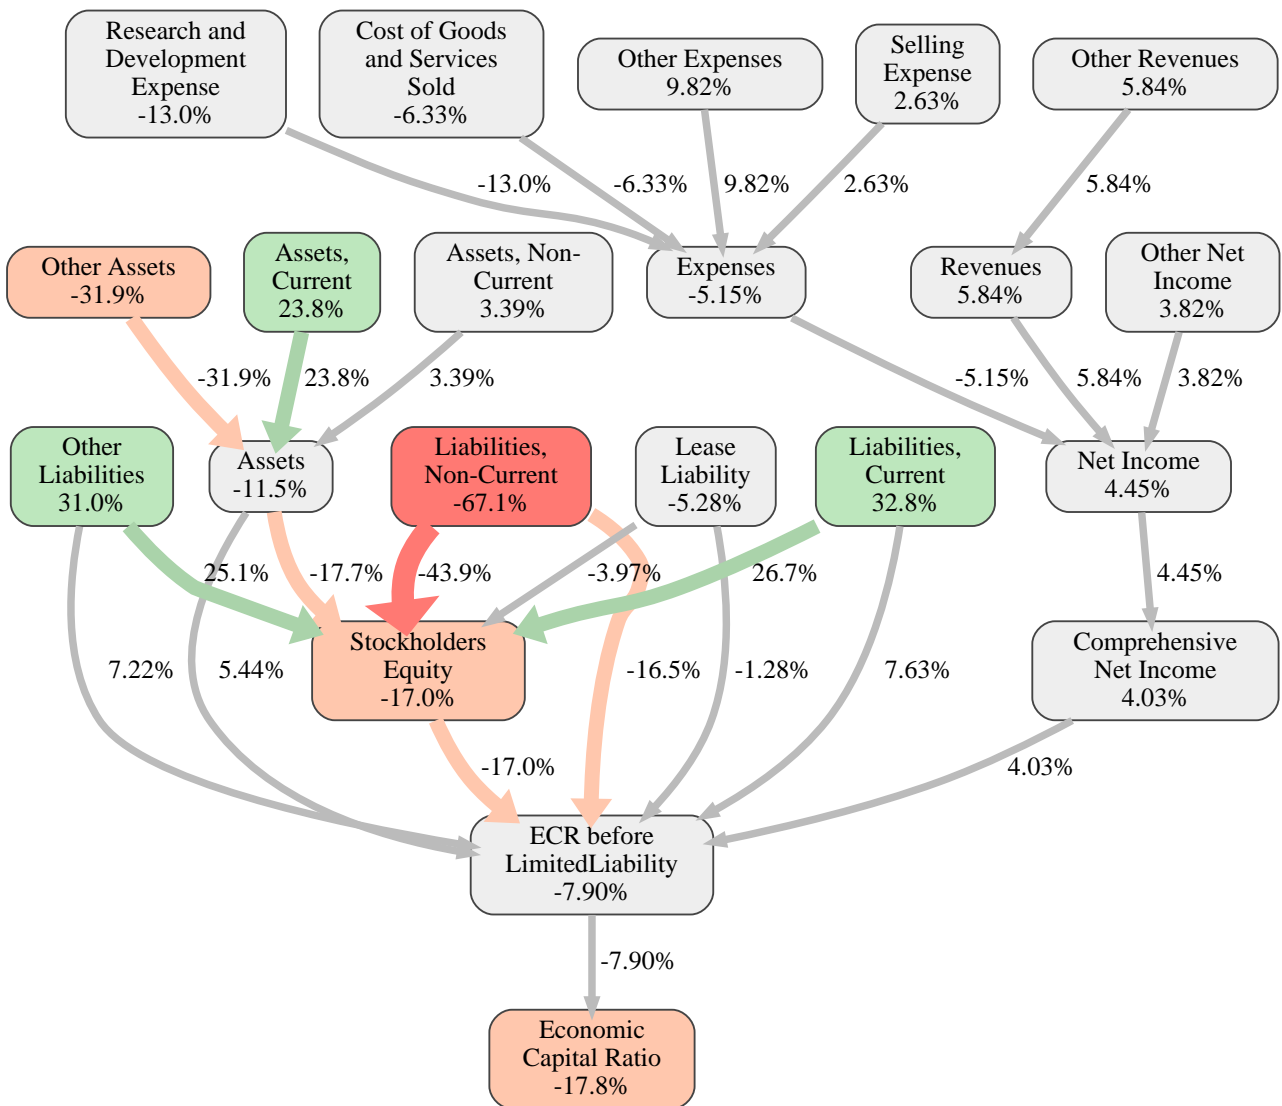 Research and
Development
Expense
-13.0%
Cost of Goods
and Services
Sold
-6.33%
Other Expenses
9.82%
Selling
Expense
2.63%
Other Revenues
5.84%
-13.0%
-6.33%
9.82%
2.63%
5.84%
Other Assets
-31.9%
Assets,
Current
23.8%
Assets, Non-
Current
3.39%
Expenses
-5.15%
Revenues
5.84%
Other Net
Income
3.82%
-31.9%
23.8%
3.39%
-5.15%
5.84%
3.82%
Other
Liabilities
31.0%
Assets
-11.5%
Liabilities,
Non-Current
-67.1%
Lease
Liability
-5.28%
Liabilities,
Current
32.8%
Net Income
4.45%
25.1%
-17.7%
-43.9%
-3.97%
26.7%
4.45%
Stockholders
Equity
-17.0%
Comprehensive
Net Income
4.03%
7.22%
5.44%
-16.5%
-1.28%
7.63%
-17.0%
4.03%
ECR before
LimitedLiability
-7.90%
-7.90%
Economic
Capital Ratio
-17.8%